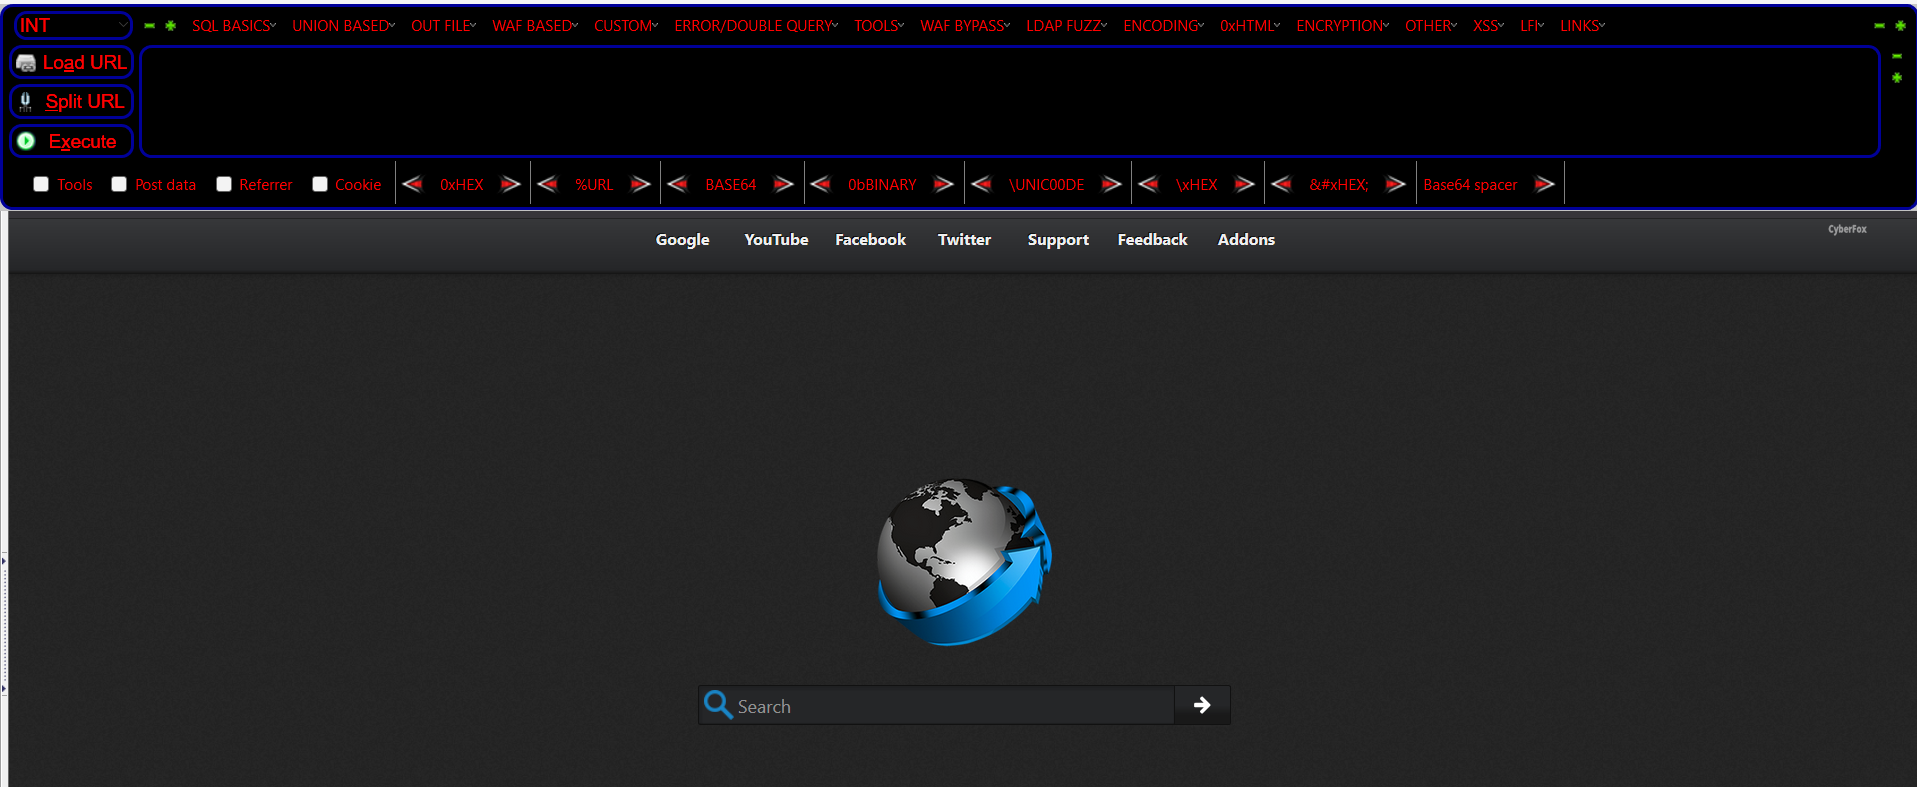 INT SQL BASICS UNION BASED OUT FILE WAF BASED CUSTOM ERROR/DOUBLE QUERY TOOLS WAF BYPASS LDAP FUZZ ENCODING 0xHTML ENCRYPTION OTHER XSS LFI LINKS
Load URL
Split URL
Execute
Tools Post data Referrer Cookie 0xHEX %URL BASE64 0bBINARY \UNIC00DE \xHEX &#xHEX; Base64 spacer
Google YouTube Facebook Twitter Support Feedback Addons CyberFox
Search